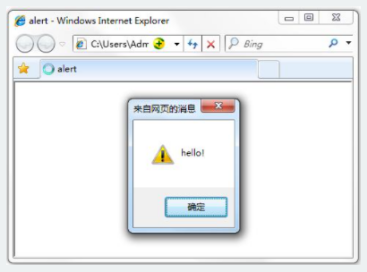 alert - Windows Internet Explorer
C:\Users\Adm
Bing
alert
来自网页的消息
hello!
确定